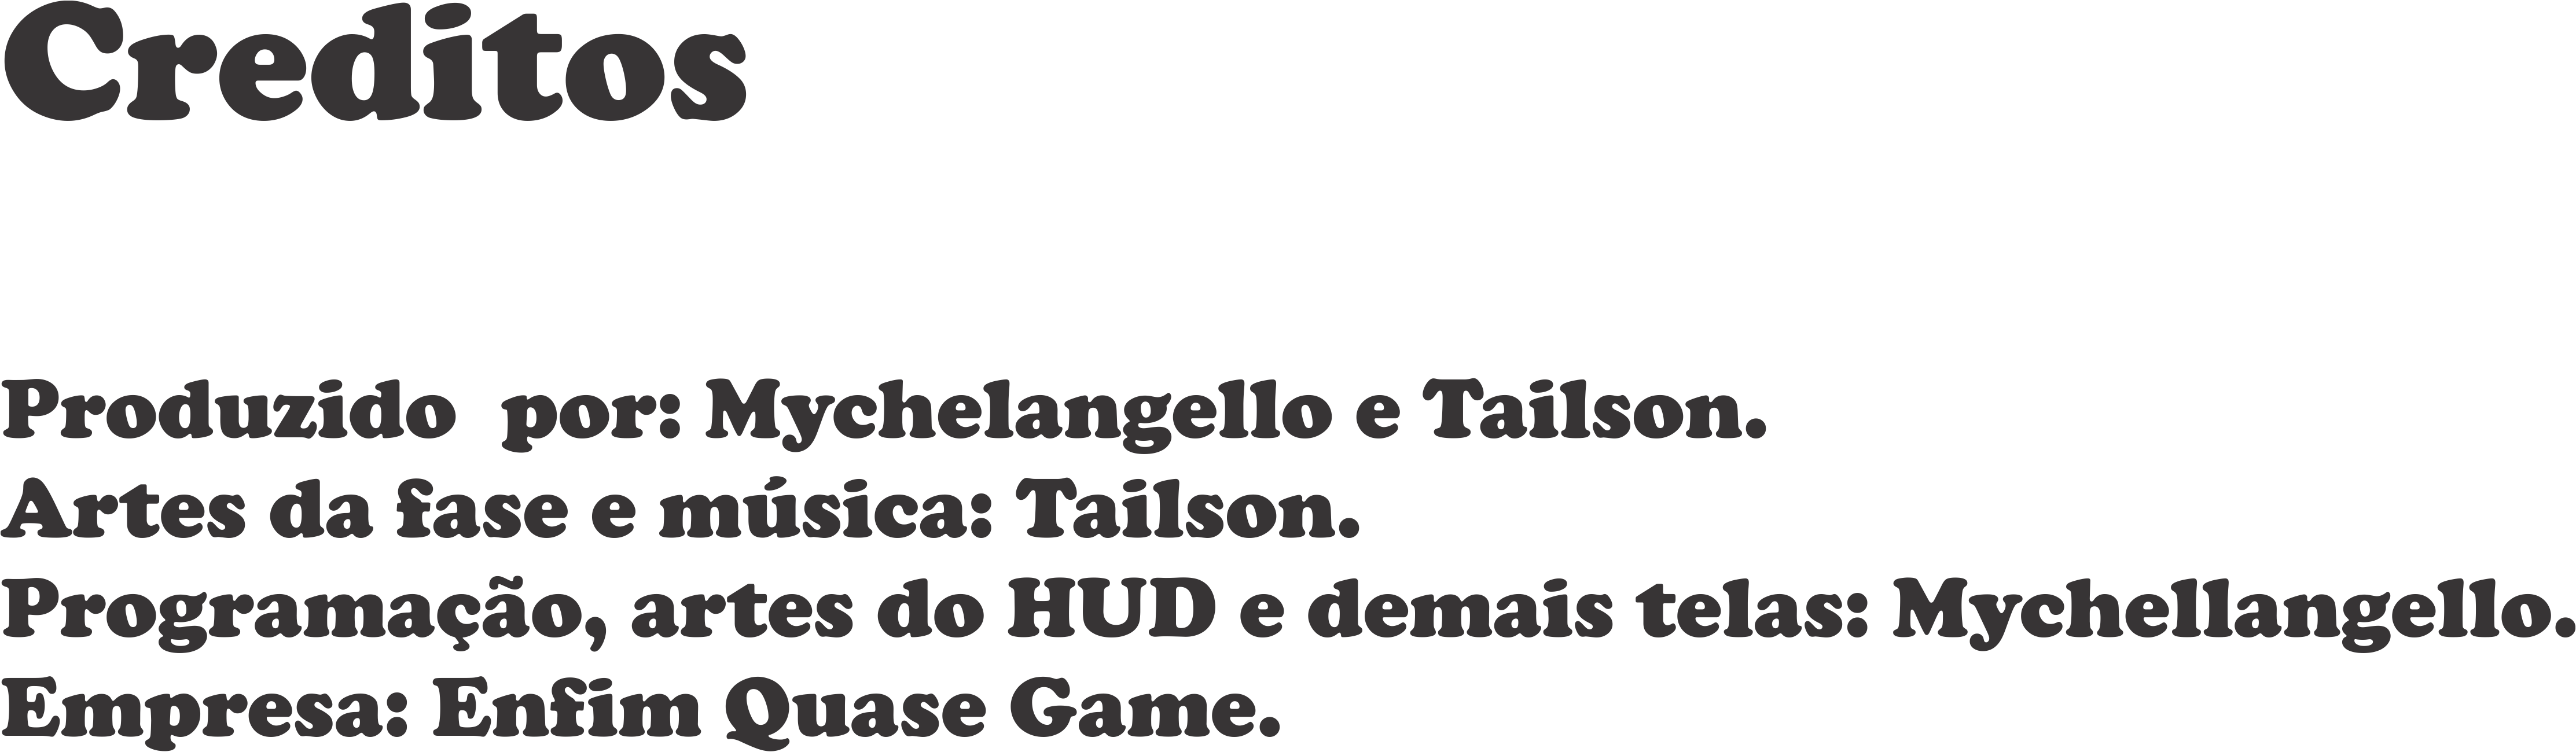 Creditos
Produzido  por: Mychelangello e Tailson.
Artes da fase e música: Tailson.
Programação, artes do HUD e demais telas: Mychellangello.
Empresa: Enfim Quase Game.